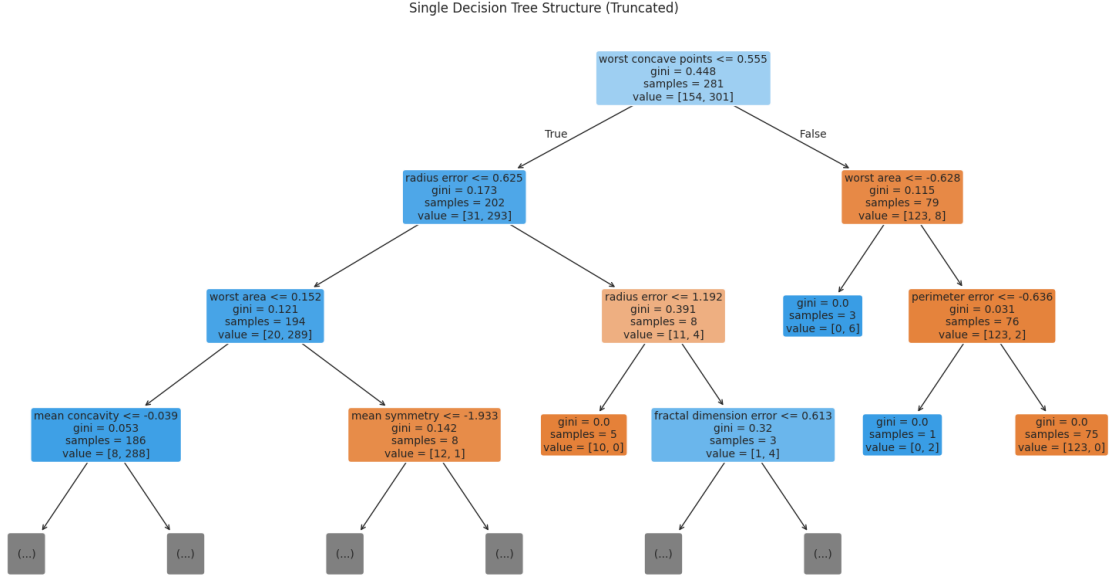 Single Decision Tree Structure (Truncated)
worst concave points <= 0.555
gini = 0.448
samples = 281
value = [154, 301]
True
False
radius error <= 0.625
gini = 0.173
samples = 202
value = [31, 293]
worst area <= -0.628
gini = 0.115
samples = 79
value = [123, 8]
worst area <= 0.152
gini = 0.121
samples = 194
value = [20, 289]
radius error <= 1.192
gini = 0.391
samples = 8
value = [11, 4]
gini = 0.0
samples = 3
value = [0, 6]
perimeter error <= -0.636
gini = 0.031
samples = 76
value = [123, 2]
mean concavity <= -0.039
gini = 0.053
samples = 186
value = [8, 288]
mean symmetry <= -1.933
gini = 0.142
samples = 8
value = [12, 1]
gini = 0.0
samples = 5
value = [10, 0]
fractal dimension error <= 0.613
gini = 0.32
samples = 3
value = [1, 4]
gini = 0.0
samples = 1
value = [0, 2]
gini = 0.0
samples = 75
value = [123, 0]
(...)
(...)
(...)
(...)
(...)
(...)